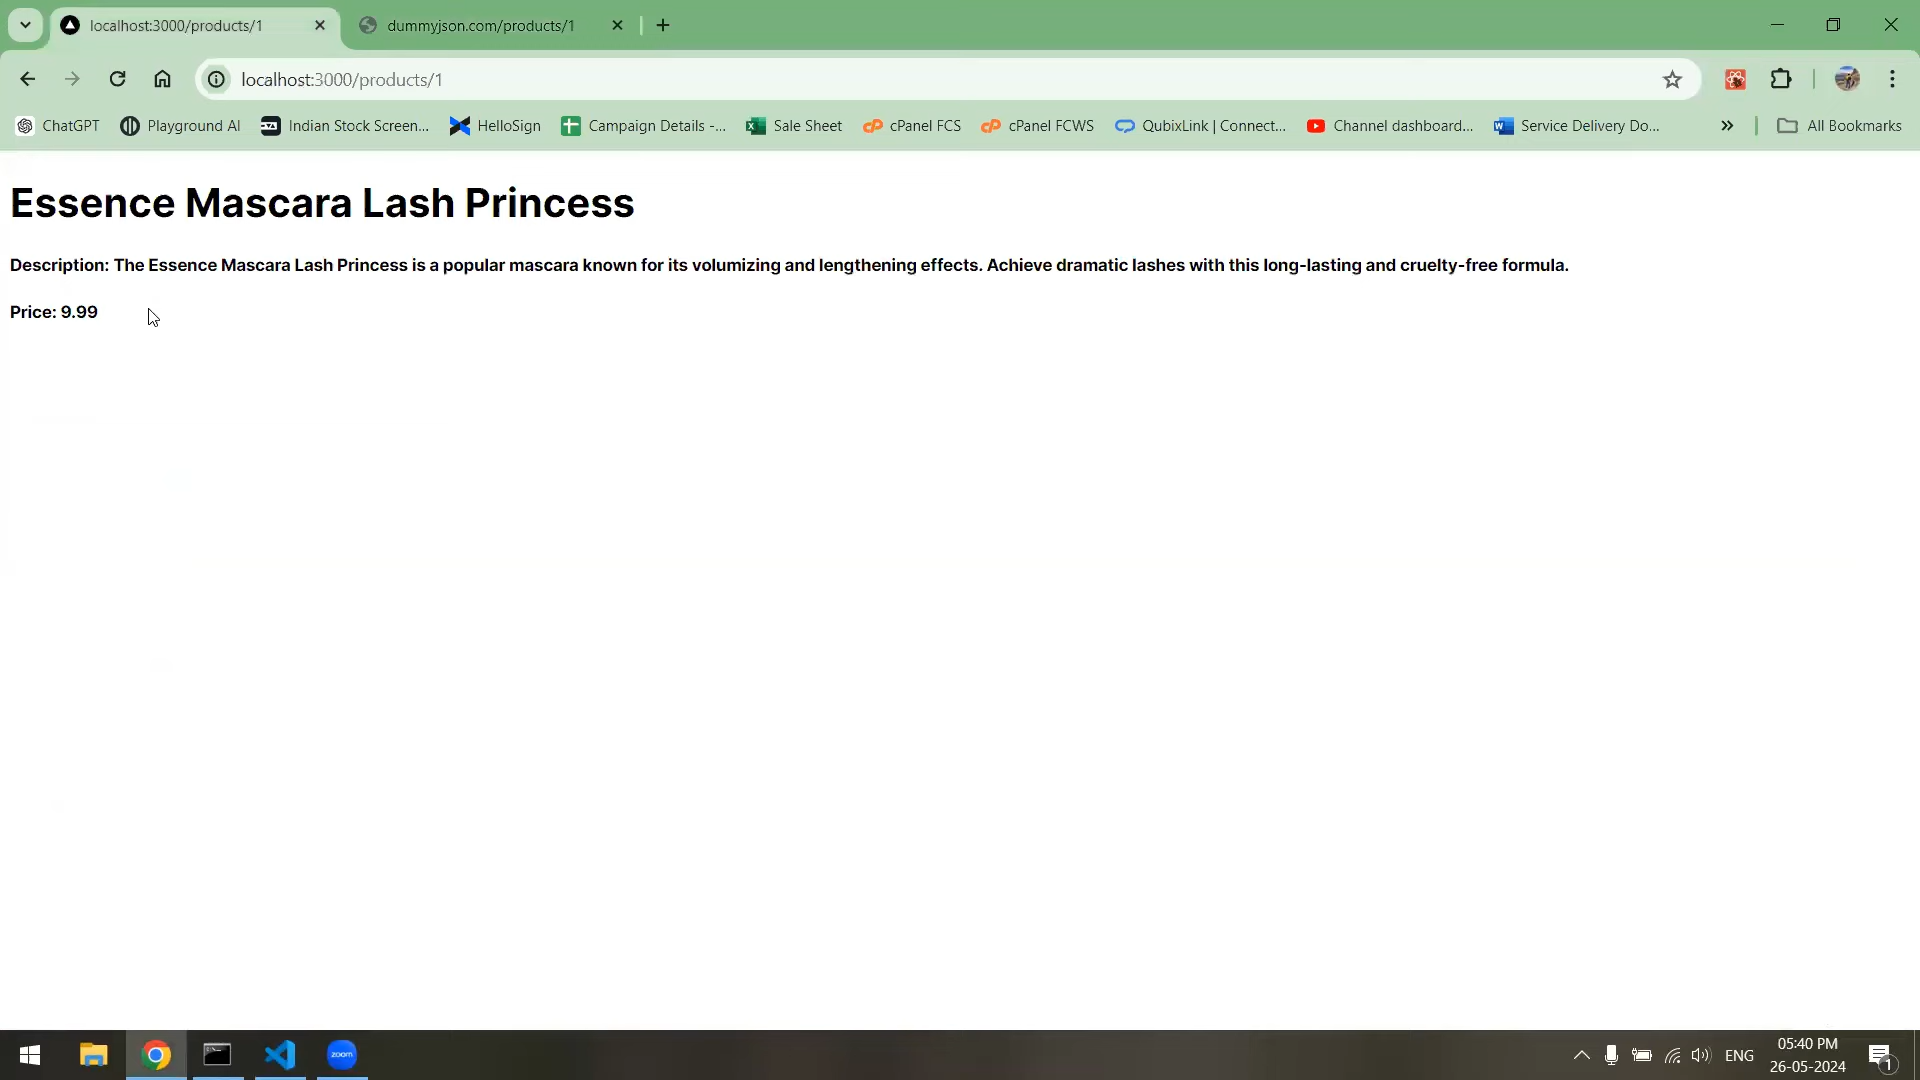 localhost:3000/products/1
dummyjson.com/products/1
localhost:3000/products/1
ChatGPT
Playground AI
Indian Stock Screen...
HelloSign
Campaign Details -...
Sale Sheet
cPanel FCS
cPanel FCWS
QubixLink | Connect...
Channel dashboard...
Service Delivery Do...
All Bookmarks
Essence Mascara Lash Princess
Description: The Essence Mascara Lash Princess is a popular mascara known for its volumizing and lengthening effects. Achieve dramatic lashes with this long-lasting and cruelty-free formula.
Price: 9.99
zoom
ENG
05:40 PM
26-05-2024
1